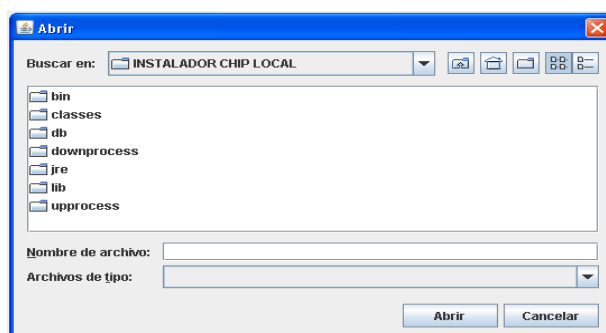 Abrir
Buscar en: INSTALADOR CHIP LOCAL
bin
classes
db
downprocess
jre
lib
upprocess
Nombre de archivo:
Archivos de tipo:
Abrir Cancelar